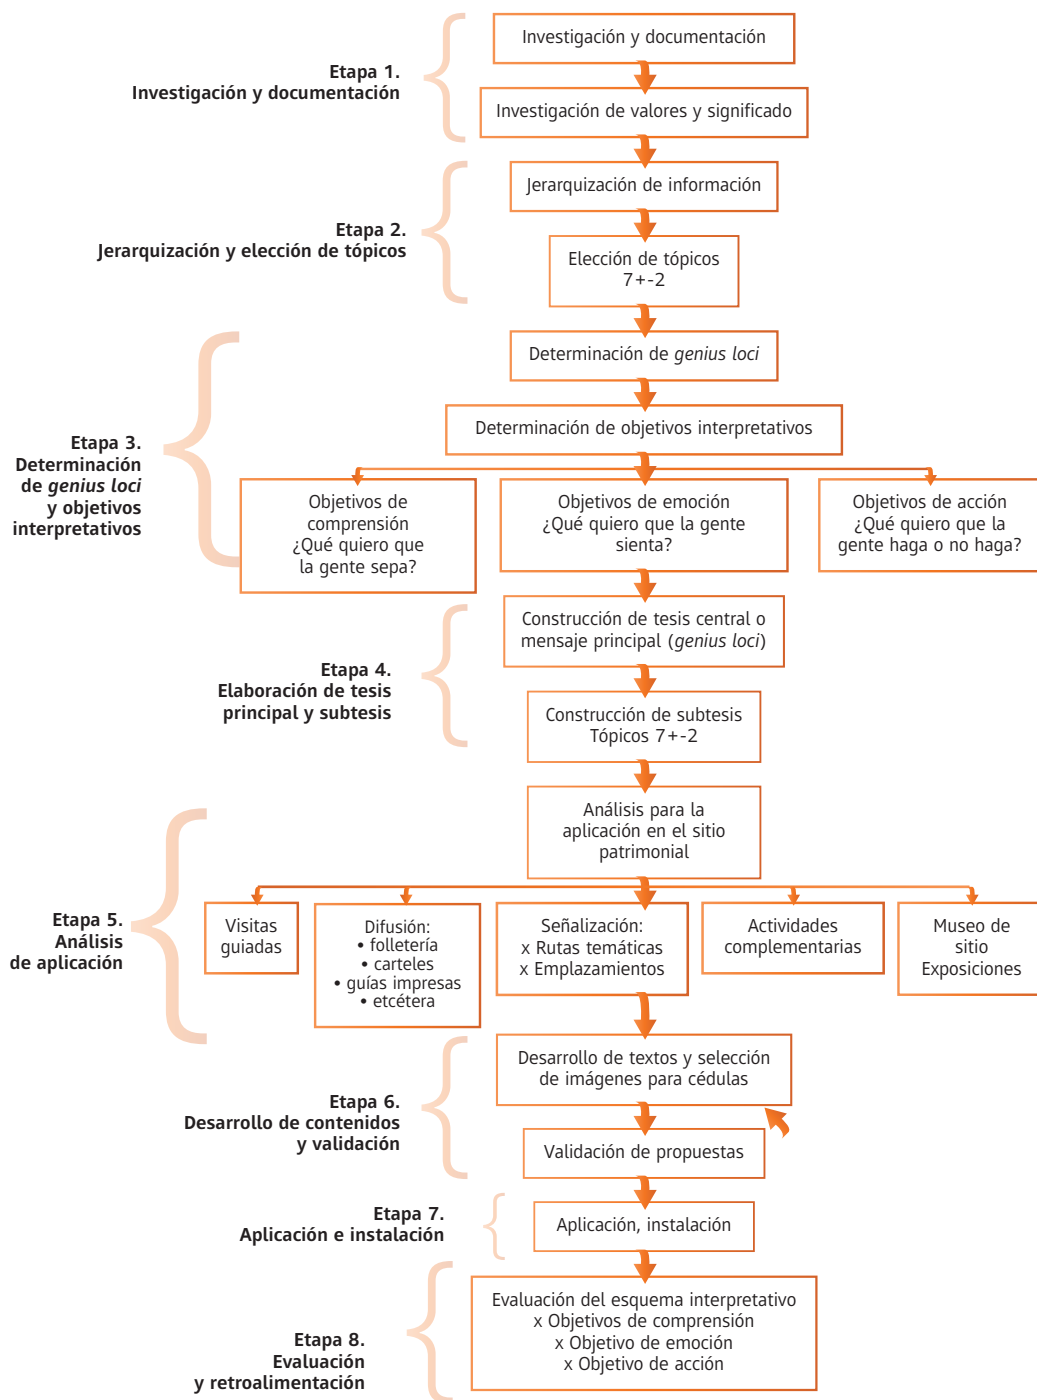 Etapa 1.
Investigación y documentación
Investigación y documentación
Investigación de valores y significado
Etapa 2.
Jerarquización y elección de tópicos
Jerarquización de información
Elección de tópicos
7+-2
Etapa 3.
Determinación
de genius loci
y objetivos
interpretativos
Determinación de genius loci
Determinación de objetivos interpretativos
Objetivos de
comprensión
¿Qué quiero que
la gente sepa?
Objetivos de emoción
¿Qué quiero que la gente
sienta?
Objetivos de acción
¿Qué quiero que la
gente haga o no haga?
Etapa 4.
Elaboración de tesis
principal y subtesis
Construcción de tesis central o
mensaje principal (genius loci)
Construcción de subtesis
Tópicos 7+-2
Etapa 5.
Análisis
de aplicación
Análisis para la
aplicación en el sitio
patrimonial
Visitas
guiadas
Difusión:
• folletería
• carteles
• guías impresas
• etcétera
Señalización:
x Rutas temáticas
x Emplazamientos
Actividades
complementarias
Museo de
sitio
Exposiciones
Etapa 6.
Desarrollo de contenidos
y validación
Desarrollo de textos y selección
de imágenes para cédulas
Validación de propuestas
Etapa 7.
Aplicación e instalación
Aplicación, instalación
Etapa 8.
Evaluación
y retroalimentación
Evaluación del esquema interpretativo
x Objetivos de comprensión
x Objetivo de emoción
x Objetivo de acción